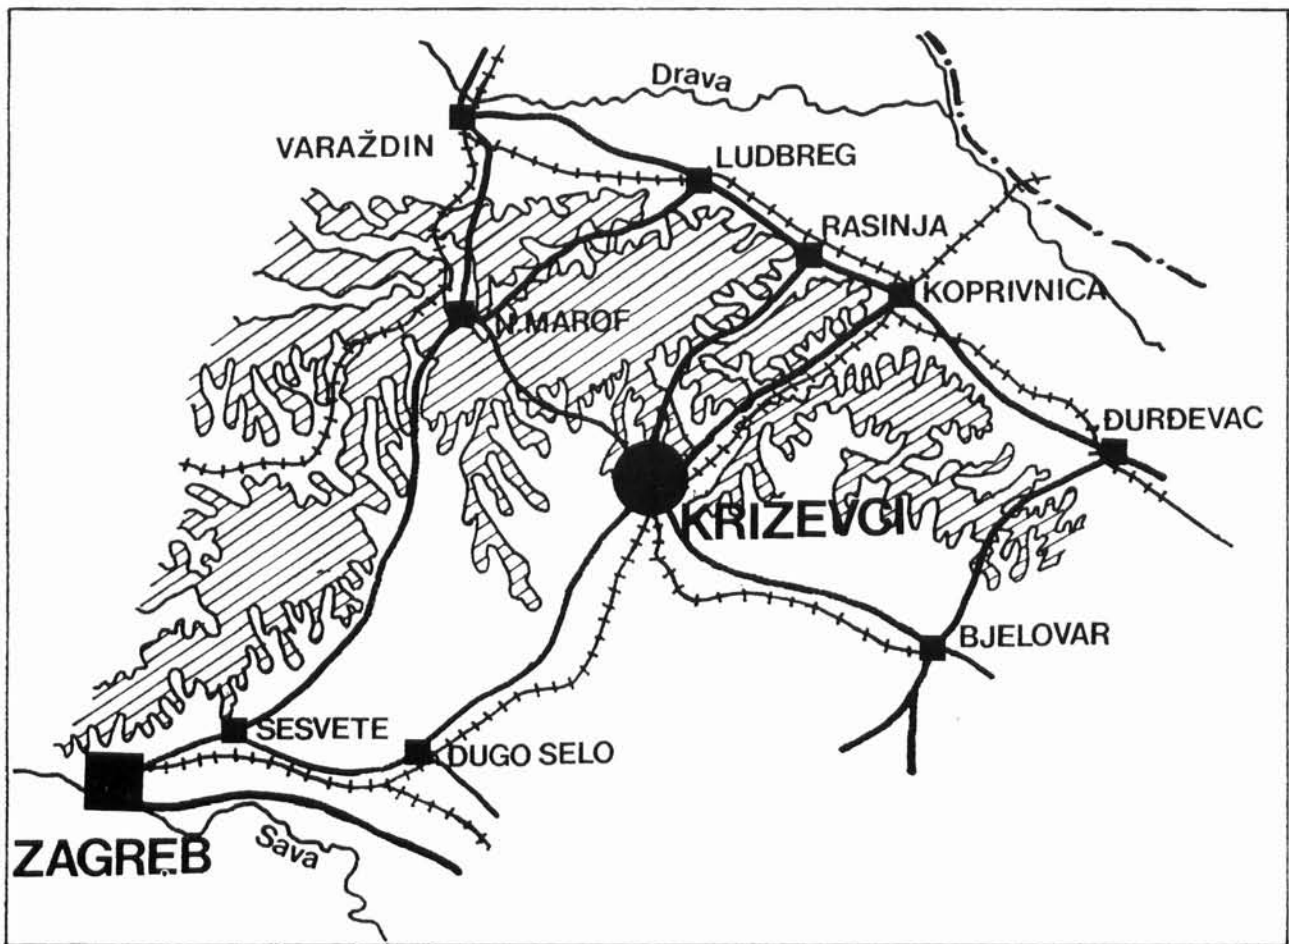 Drava
VARAŽDIN
LUDBREG
RASINJA
KOPRIVNICA
N. MAROF
ĐURĐEVAC
KRIŽEVCI
BJELOVAR
SESVETE
DUGO SELO
ZAGREB
Sava